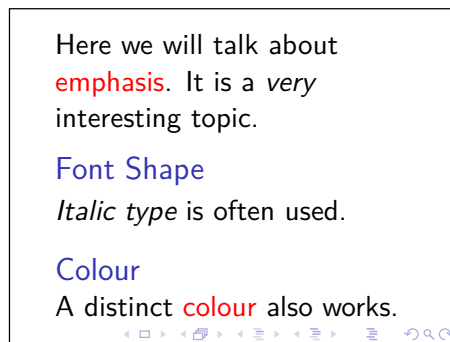 Here we will talk about
emphasis. It is a very
interesting topic.
Font Shape
Italic type is often used.
Colour
A distinct colour also works.